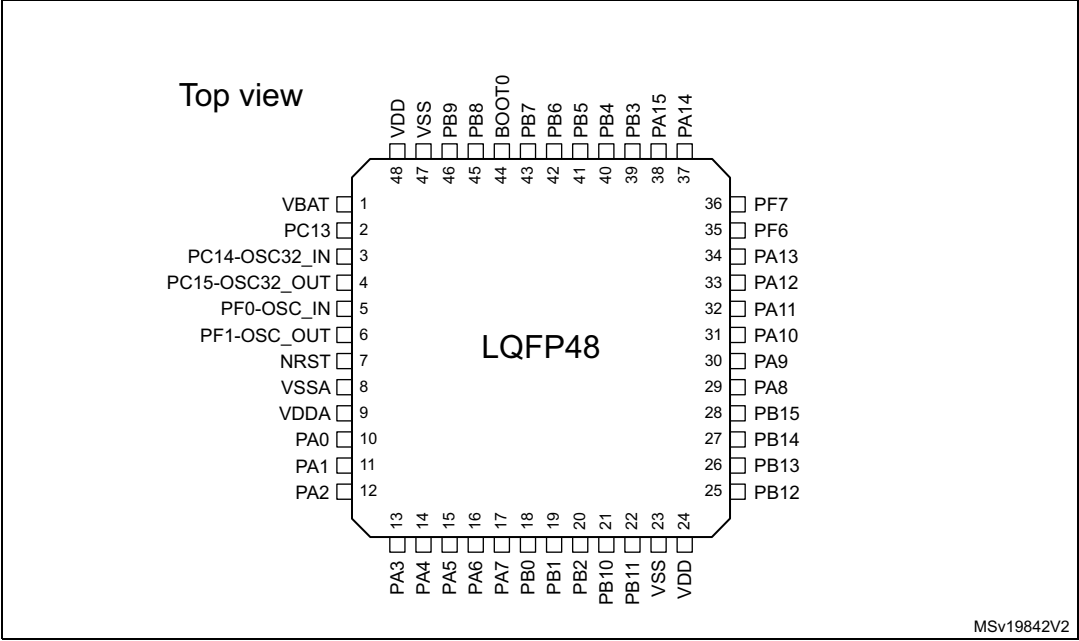 Top view
VDD
VSS
PB9
PB8
BOOT0
PB7
PB6
PB5
PB4
PB3
PA15
PA14
48
47
46
45
44
43
42
41
40
39
38
37
VBAT 1
PC13 2
PC14-OSC32_IN 3
PC15-OSC32_OUT 4
PF0-OSC_IN 5
PF1-OSC_OUT 6
NRST 7
VSSA 8
VDDA 9
PA0 10
PA1 11
PA2 12
LQFP48
36 PF7
35 PF6
34 PA13
33 PA12
32 PA11
31 PA10
30 PA9
29 PA8
28 PB15
27 PB14
26 PB13
25 PB12
13
14
15
16
17
18
19
20
21
22
23
24
PA3
PA4
PA5
PA6
PA7
PB0
PB1
PB2
PB10
PB11
VSS
VDD
MSv19842V2